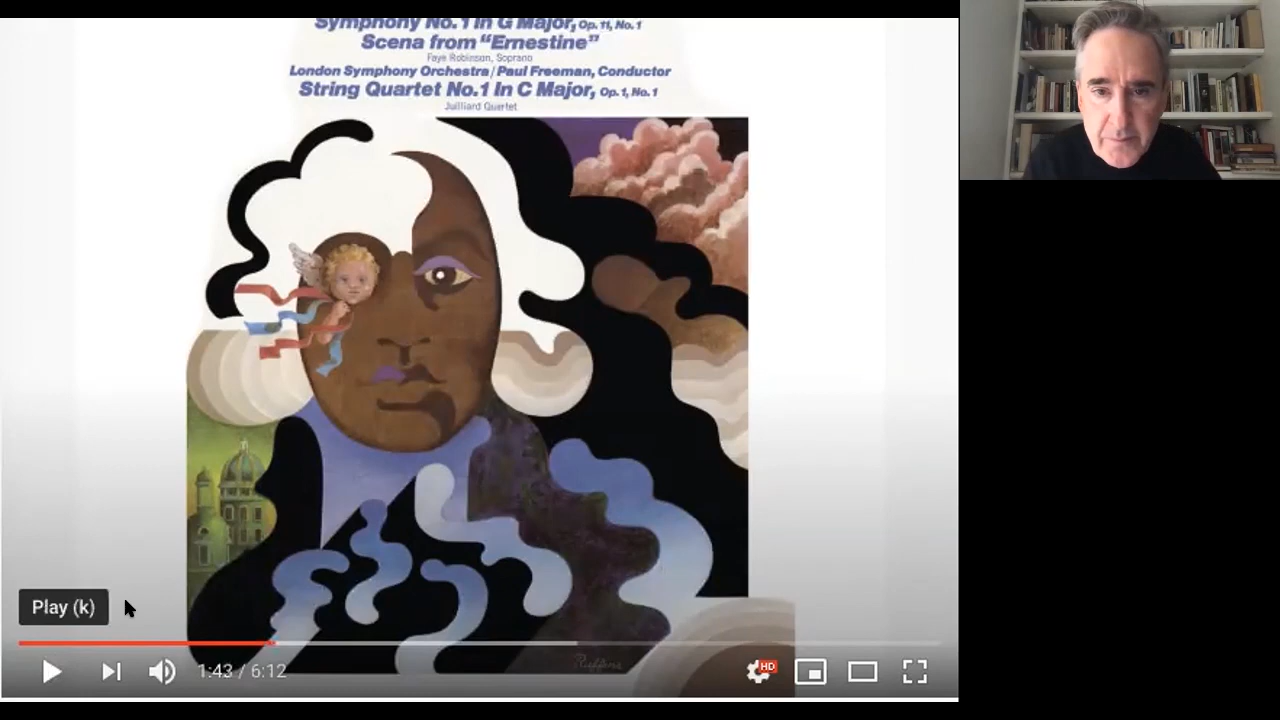 Symphony No. 1 In G Major, Op. 11, No. 1
Scena from "Ernestine"
Faye Robinson, Soprano
London Symphony Orchestra/Paul Freeman, Conductor
String Quartet No. 1 In C Major, Op. 1, No. 1
Juilliard Quartet
Ruffins
Play (k)
1:43 / 6:12
HD